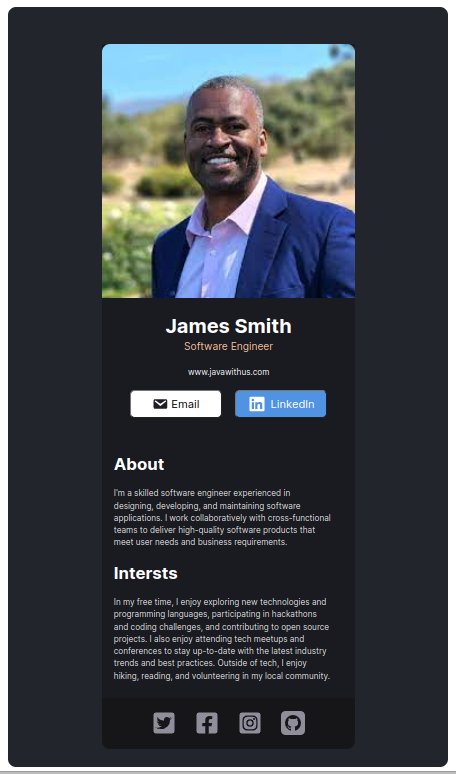 James Smith
Software Engineer
www.javawithus.com
Email
in LinkedIn
About
I'm a skilled software engineer experienced in
designing, developing, and maintaining software
applications. I work collaboratively with cross-functional
teams to deliver high-quality software products that
meet user needs and business requirements.
Intersts
In my free time, I enjoy exploring new technologies and
programming languages, participating in hackathons
and coding challenges, and contributing to open source
projects. I also enjoy attending tech meetups and
conferences to stay up-to-date with the latest industry
trends and best practices. Outside of tech, I enjoy
hiking, reading, and volunteering in my local community.